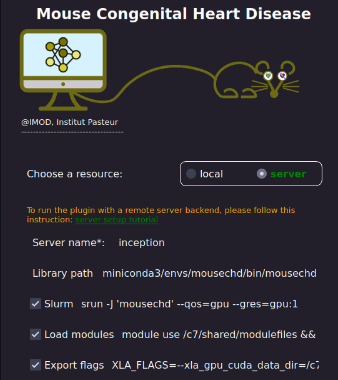 Mouse Congenital Heart Disease
@IMOD, Institut Pasteur
------------------------------------
Choose a resource:
local
server
To run the plugin with a remote server backend, please follow this
instruction: server setup tutorial
Server name*: inception
Library path miniconda3/envs/mousechd/bin/mousechd
Slurm srun -J 'mousechd' --qos=gpu --gres=gpu:1
Load modules module use /c7/shared/modulefiles &&
Export flags XLA_FLAGS=--xla_gpu_cuda_data_dir=/c7